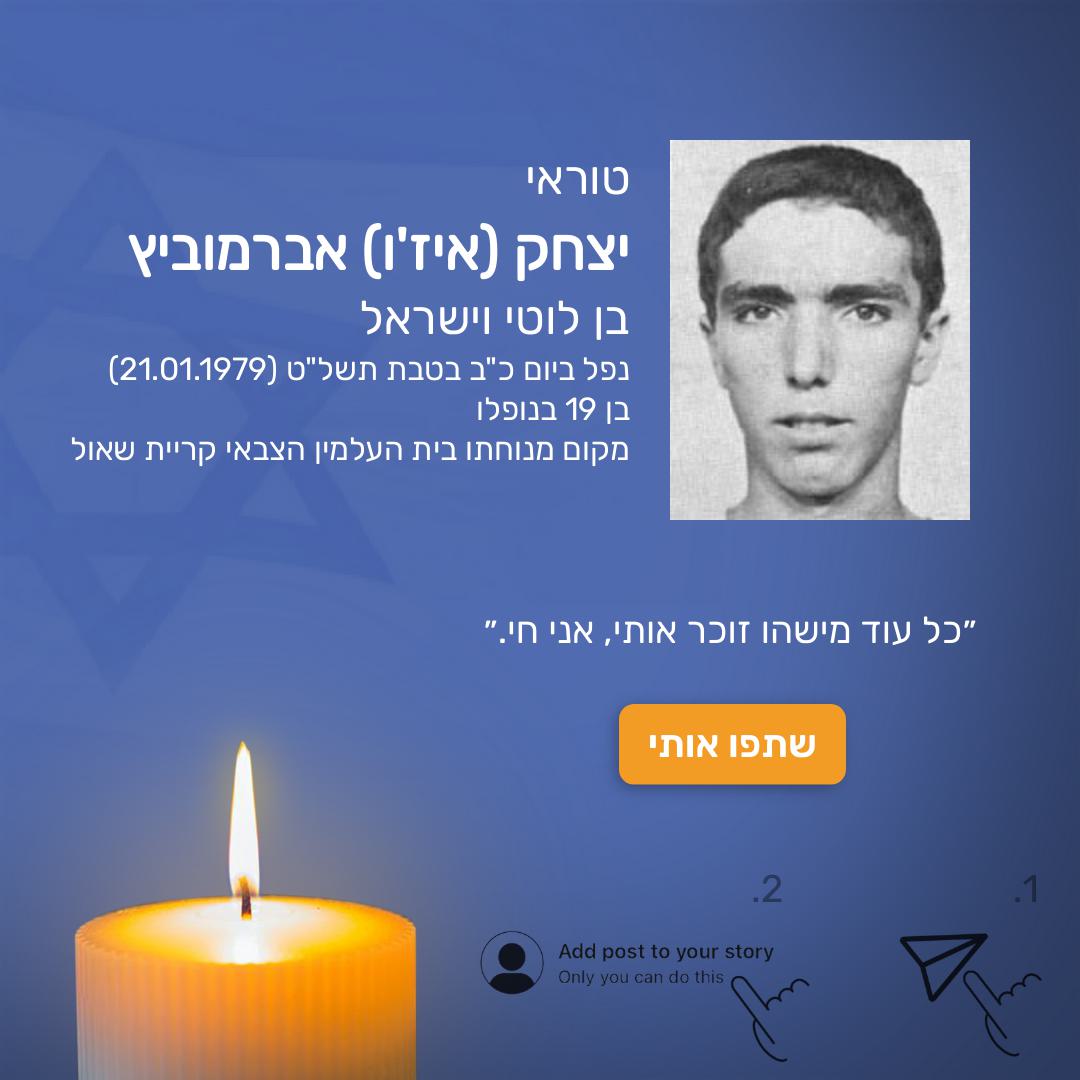 טוראי
יצחק (איז'ו) אברמוביץ
בן לוטי וישראל
נפל ביום כ"ב בטבת תשל"ט (21.01.1979)
בן 19 בנופלו
מקום מנוחתו בית העלמין הצבאי קריית שאול
״כל עוד מישהו זוכר אותי, אני חי.״
שתפו אותי
1.
2.
Add post to your story
Only you can do this